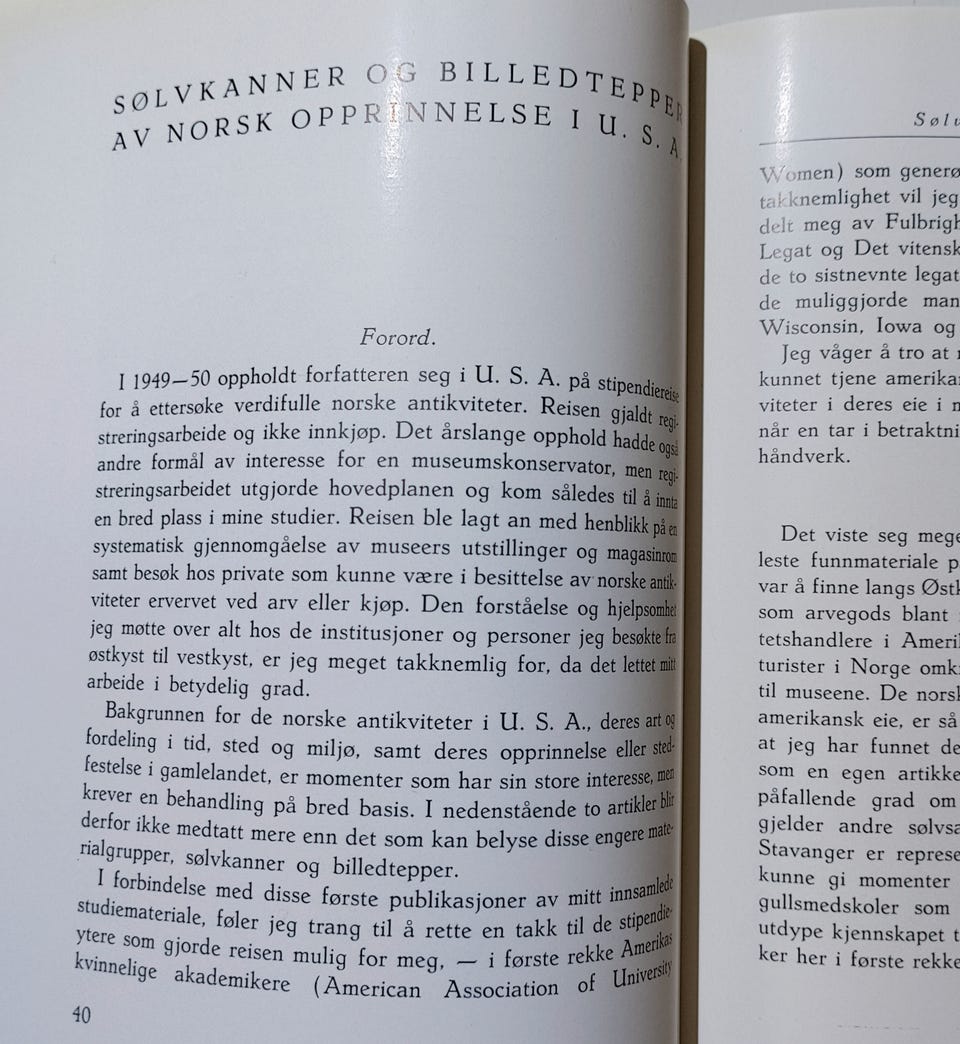 SØLVKANNER OG BILLEDTEPPER
AV NORSK OPPRINNELSE I U. S. A.
Forord.
I 1949—50 oppholdt forfatteren seg i U. S. A. på stipendiereise
for å ettersøke verdifulle norske antikviteter. Reisen gjaldt regi-
streringsarbeide og ikke innkjøp. Det årslange opphold hadde også
andre formål av interesse for en museumskonservator, men regi-
streringsarbeidet utgjorde hovedplanen og kom således til å innta
en bred plass i mine studier. Reisen ble lagt an med henblikk på en
systematisk gjennomgåelse av museers utstillinger og magasinrom
samt besøk hos private som kunne være i besittelse av norske antik-
viteter ervervet ved arv eller kjøp. Den forståelse og hjelpsomhet
jeg møtte over alt hos de institusjoner og personer jeg besøkte fra
østkyst til vestkyst, er jeg meget takknemlig for, da det lettet mitt
arbeide i betydelig grad.
Bakgrunnen for de norske antikviteter i U. S. A., deres art og
fordeling i tid, sted og miljø, samt deres opprinnelse eller sted-
festelse i gamlelandet, er momenter som har sin store interesse, men
krever en behandling på bred basis. I nedenstående to artikler blir
derfor ikke medtatt mere enn det som kan belyse disse engere mate-
rialgrupper, sølvkanner og billedtepper.
I forbindelse med disse første publikasjoner av mitt innsamlede
studiemateriale, føler jeg trang til å rette en takk til de stipendie-
ytere som gjorde reisen mulig for meg, — i første rekke Amerikas
kvinnelige akademikere (American Association of University
40
Sølv
Women) som generø
takknemlighet vil jeg
delt meg av Fulbrigh
Legat og Det vitensk
de to sistnevnte legat
de muliggjorde man
Wisconsin, Iowa og
Jeg våger å tro at
kunnet tjene amerika
viteter i deres eie i n
når en tar i betraktni
håndverk.
Det viste seg mege
leste funnmateriale p
var å finne langs Østk
som arvegods blant
tetshandlere i Ameri
turister i Norge omk
til museene. De norsk
amerikansk eie, er så
at jeg har funnet de
som en egen artikke
påfallende grad om
gjelder andre sølvsa
Stavanger er represe
kunne gi momenter
gullsmedskoler som
utdype kjennskapet t
ker her i første rekke